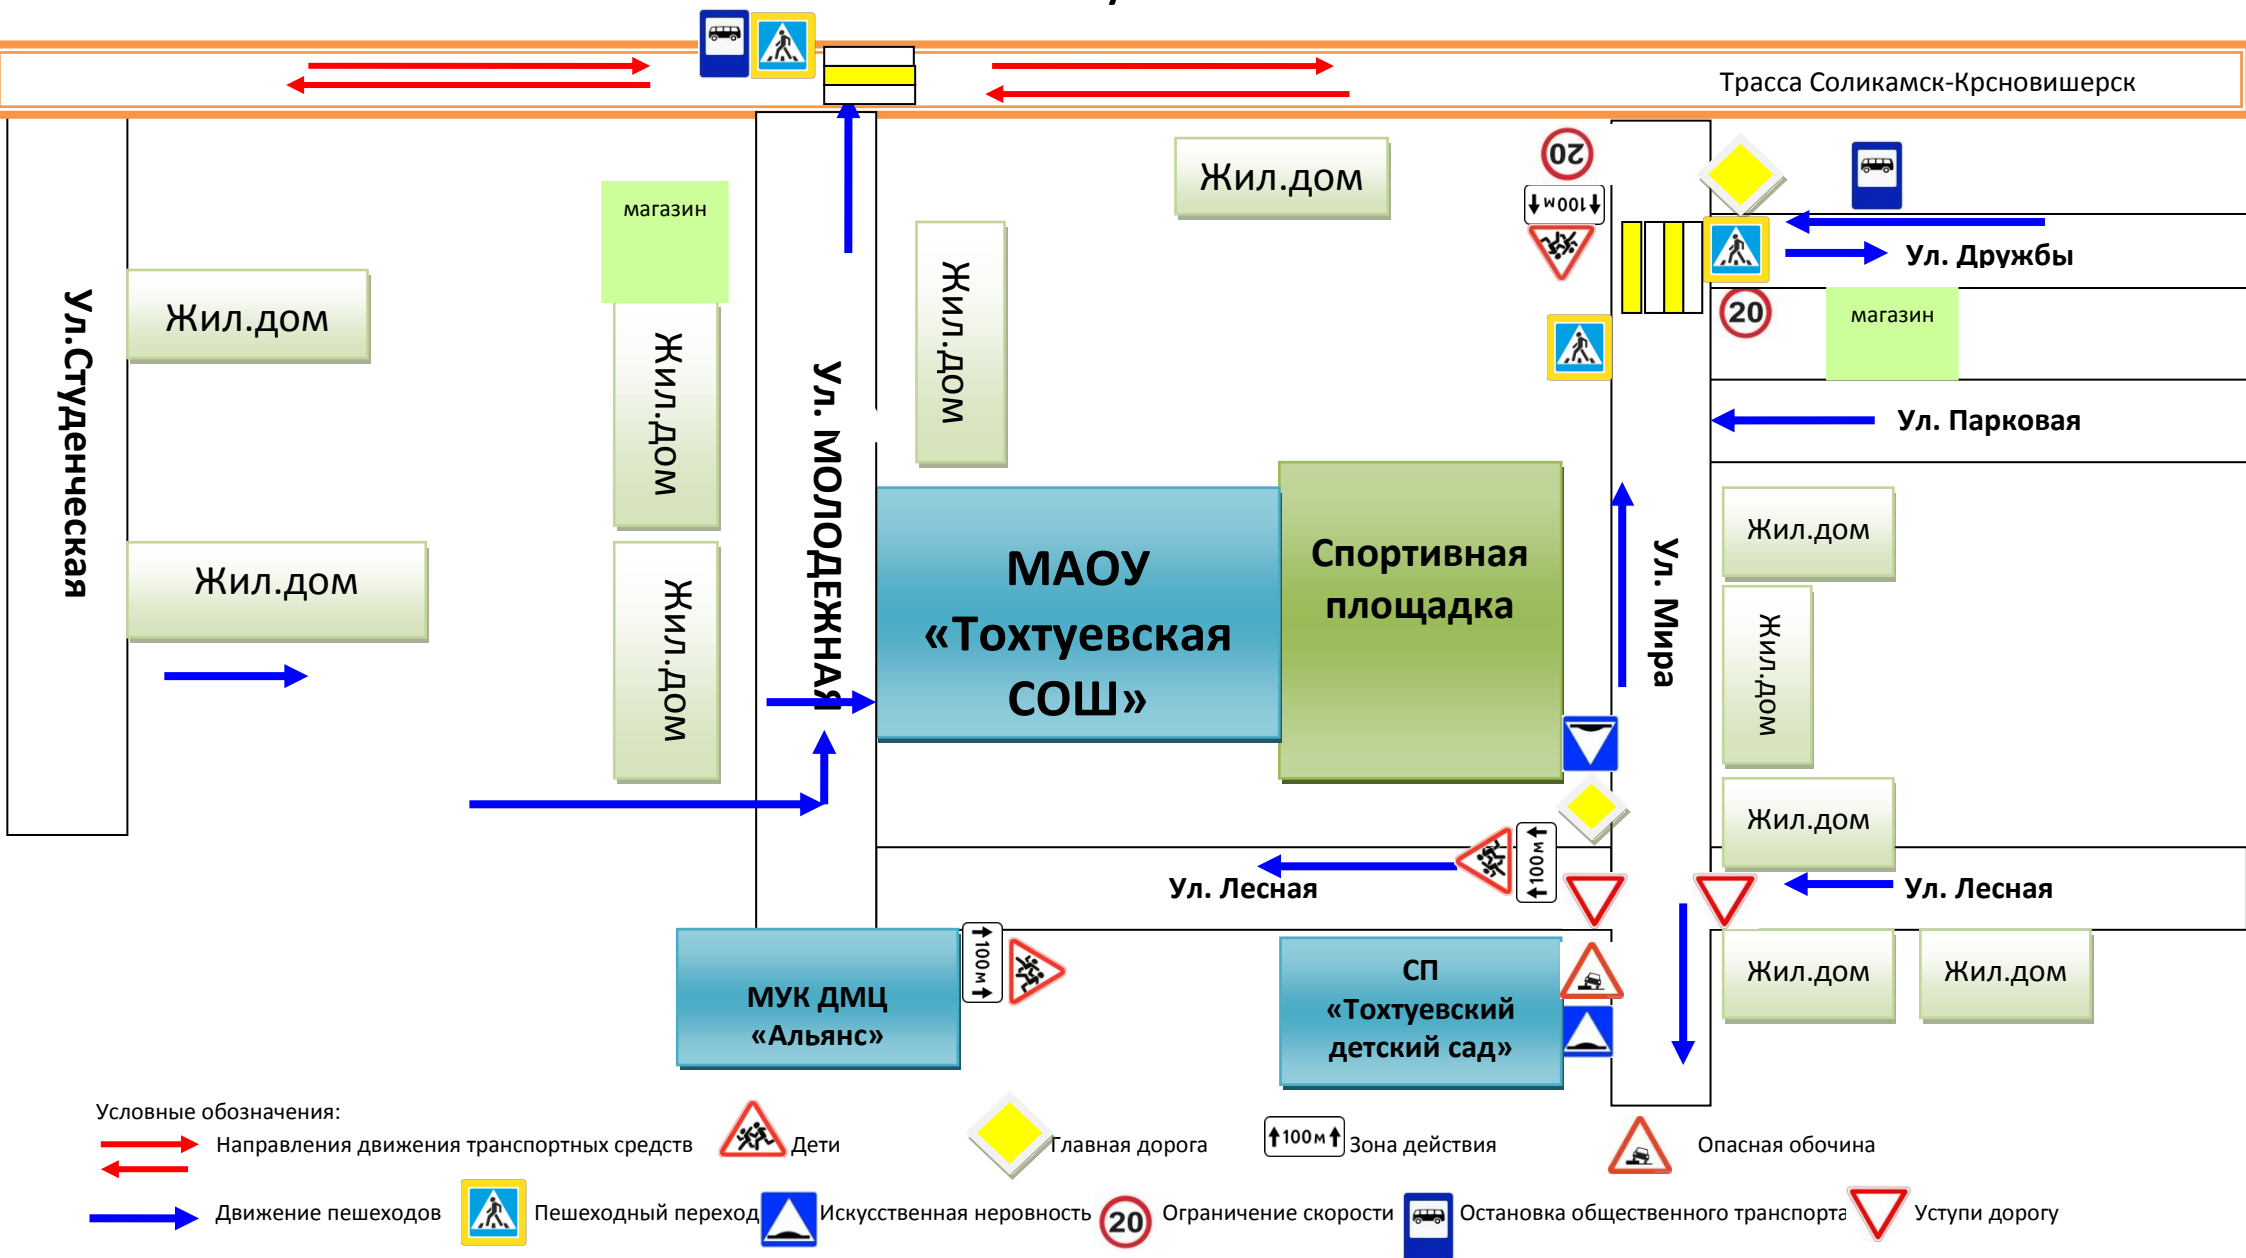 Трасса Соликамск-Крсновишерск
20
100м
Жил.дом
магазин
Ул. Дружбы
Жил.дом
Жил.дом
20
магазин
Ул.Студенческая
Жил.дом
Ул. МОЛОДЕЖНАЯ
Ул. Парковая
Жил.дом
Жил.дом
МАОУ
«Тохтуевская
СОШ»
Спортивная
площадка
Ул. Мира
Жил.дом
Жил.дом
Жил.дом
Жил.дом
100м
Ул. Лесная
Ул. Лесная
100м
МУК ДМЦ
«Альянс»
СП
«Тохтуевский
детский сад»
Жил.дом
Жил.дом
Условные обозначения:
Направления движения транспортных средств
Дети
Главная дорога
100м
Зона действия
Опасная обочина
Движение пешеходов
Пешеходный переход
Искусственная неровность
20
Ограничение скорости
Остановка общественного транспорта
Уступи дорогу